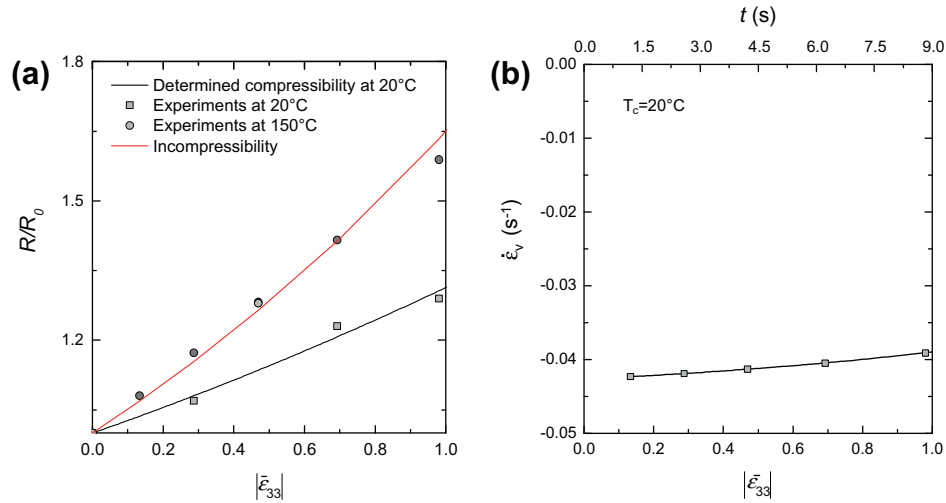 (a)
1.8
1.5
1.2
R/R₀
Determined compressibility at 20°C
Experiments at 20°C
Experiments at 150°C
Incompressibility
0.0 0.2 0.4 0.6 0.8 1.0
|ε̄₃₃|
(b)
t (s)
0.0 1.5 3.0 4.5 6.0 7.5 9.0
0.00
-0.01
-0.02
-0.03
-0.04
-0.05
ε̇ᵥ (s⁻¹)
T꜀=20°C
0.0 0.2 0.4 0.6 0.8 1.0
|ε̄₃₃|